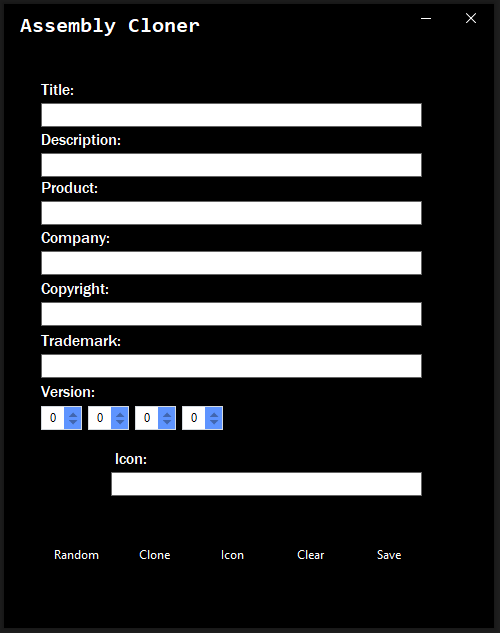 Assembly Cloner
Title:
Description:
Product:
Company:
Copyright:
Trademark:
Version:
0 0 0 0
Icon:
Random Clone Icon Clear Save